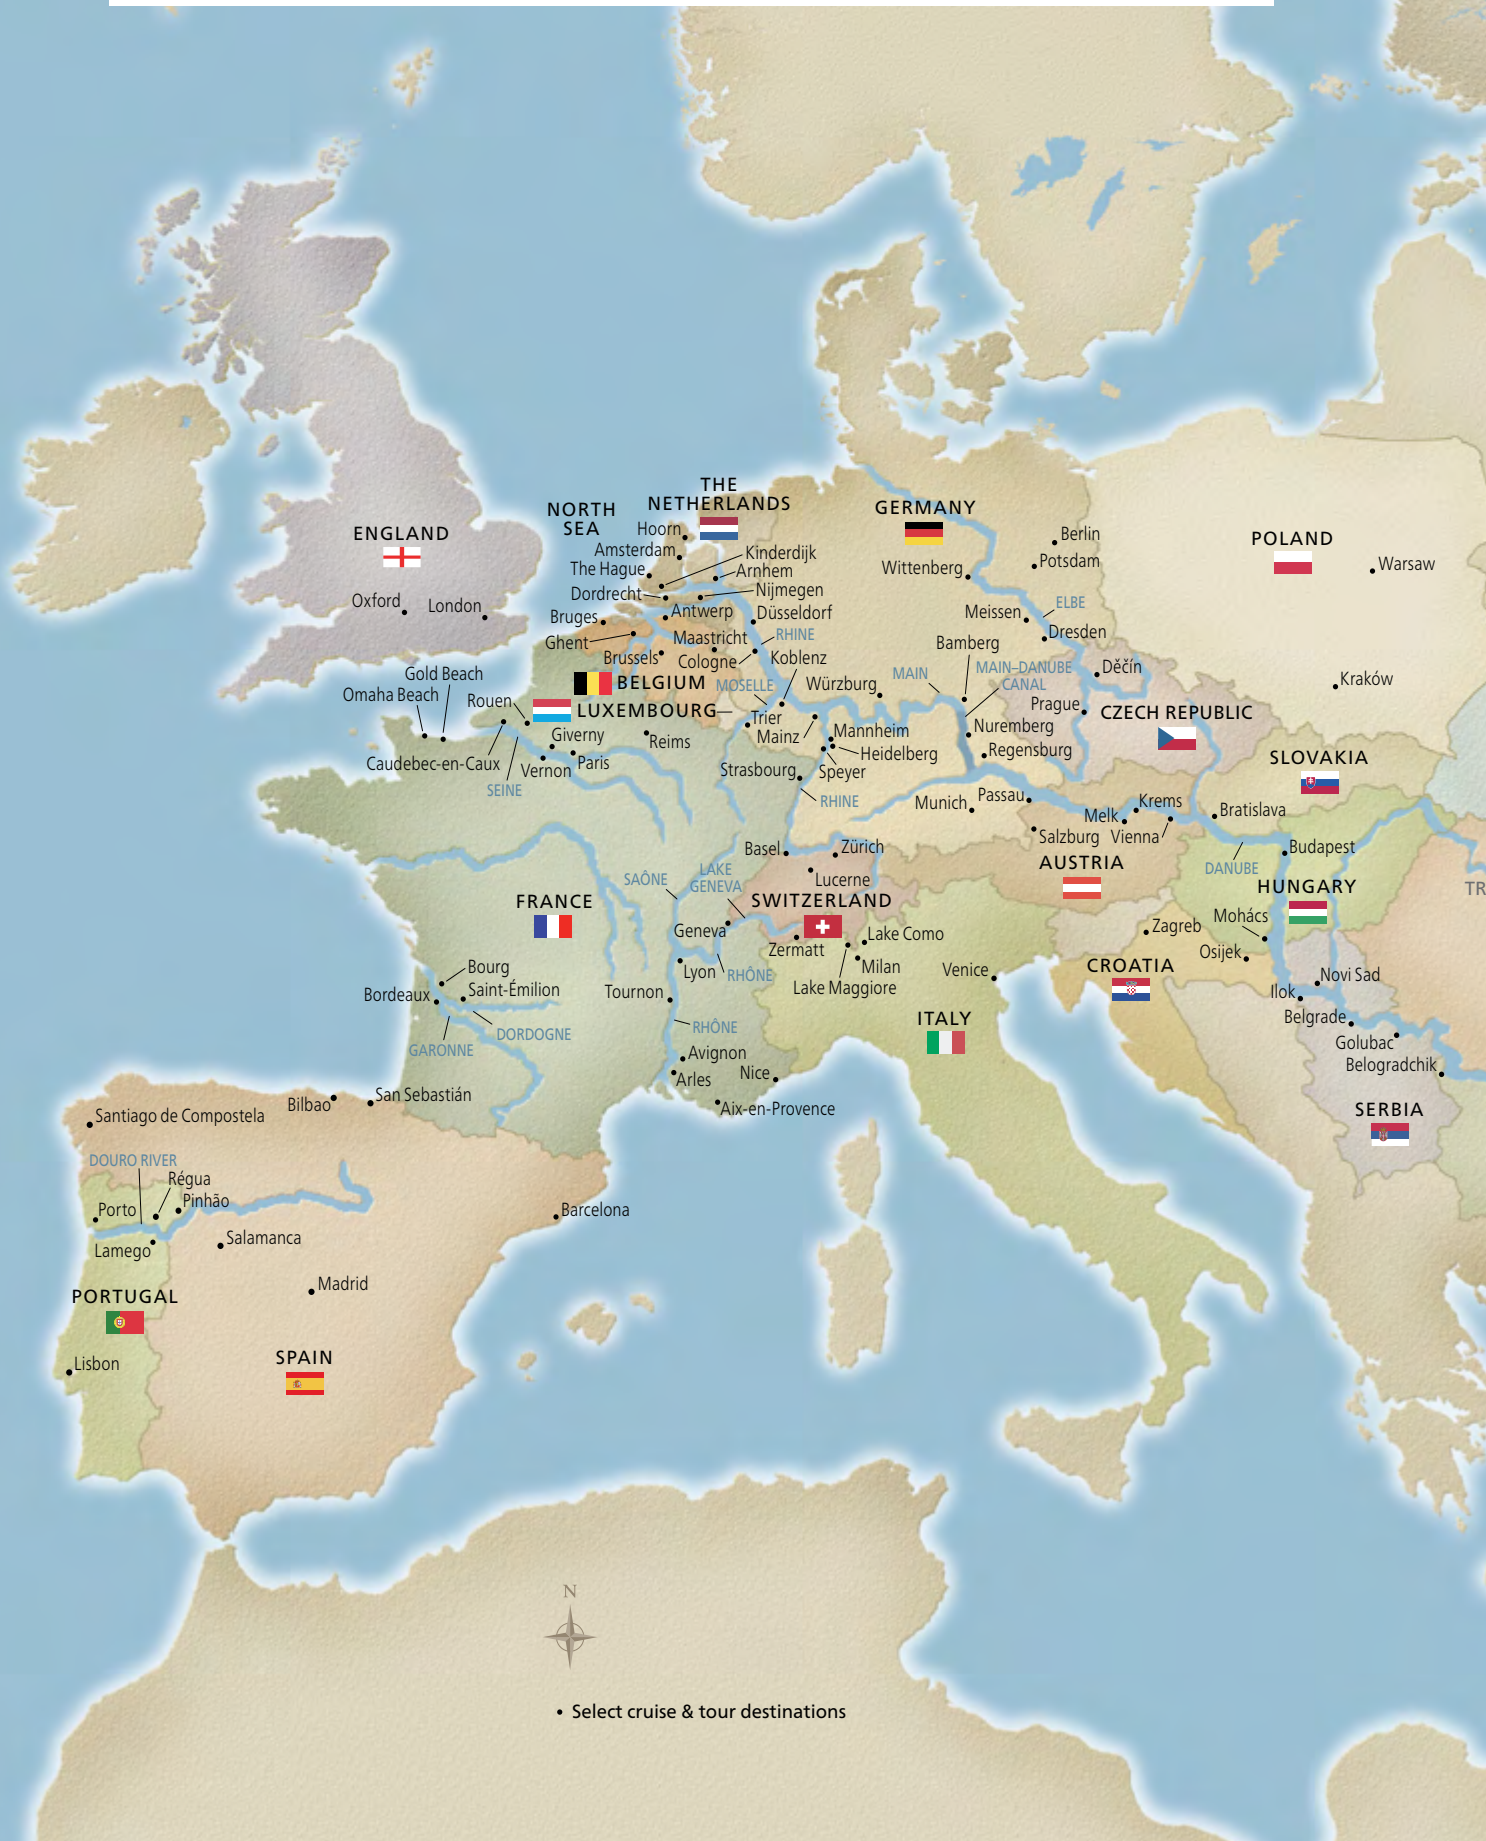 THE
NETHERLANDS
NORTH
SEA
GERMANY
ENGLAND
Hoorn
Amsterdam
The Hague
Dordrecht
Kinderdijk
Arnhem
Nijmegen
Berlin
Potsdam
Wittenberg
POLAND
Warsaw
Oxford
London
Bruges
Antwerp
Düsseldorf
Ghent
Maastricht
RHINE
Brussels
Cologne
Koblenz
Meissen
ELBE
Dresden
Bamberg
Gold Beach
Omaha Beach
Rouen
BELGIUM
MOSELLE
LUXEMBOURG
Würzburg
MAIN
MAIN–DANUBE
CANAL
Děčín
Prague
CZECH REPUBLIC
Kraków
Trier
Mainz
Mannheim
Heidelberg
Speyer
Nuremberg
Regensburg
Giverny
Reims
Caudebec-en-Caux
Vernon
Paris
SEINE
Strasbourg
RHINE
SLOVAKIA
Munich
Passau
Melk
Krems
Bratislava
Salzburg
Vienna
Basel
Zürich
Lucerne
AUSTRIA
DANUBE
Budapest
HUNGARY
TR
FRANCE
SAÔNE
LAKE
GENEVA
SWITZERLAND
Geneva
Zermatt
Lake Como
Milan
Lake Maggiore
Venice
Zagreb
Mohács
Osijek
CROATIA
Bourg
Bordeaux
Saint-Émilion
Lyon
RHÔNE
Tournon
Novi Sad
Ilok
Belgrade
Golubac
Belogradchik
DORDOGNE
GARONNE
RHÔNE
ITALY
Avignon
Arles
Nice
Aix-en-Provence
SERBIA
Santiago de Compostela
Bilbao
San Sebastián
DOURO RIVER
Régua
Pinhão
Porto
Lamego
Salamanca
Barcelona
Madrid
PORTUGAL
Lisbon
SPAIN
N
• Select cruise & tour destinations